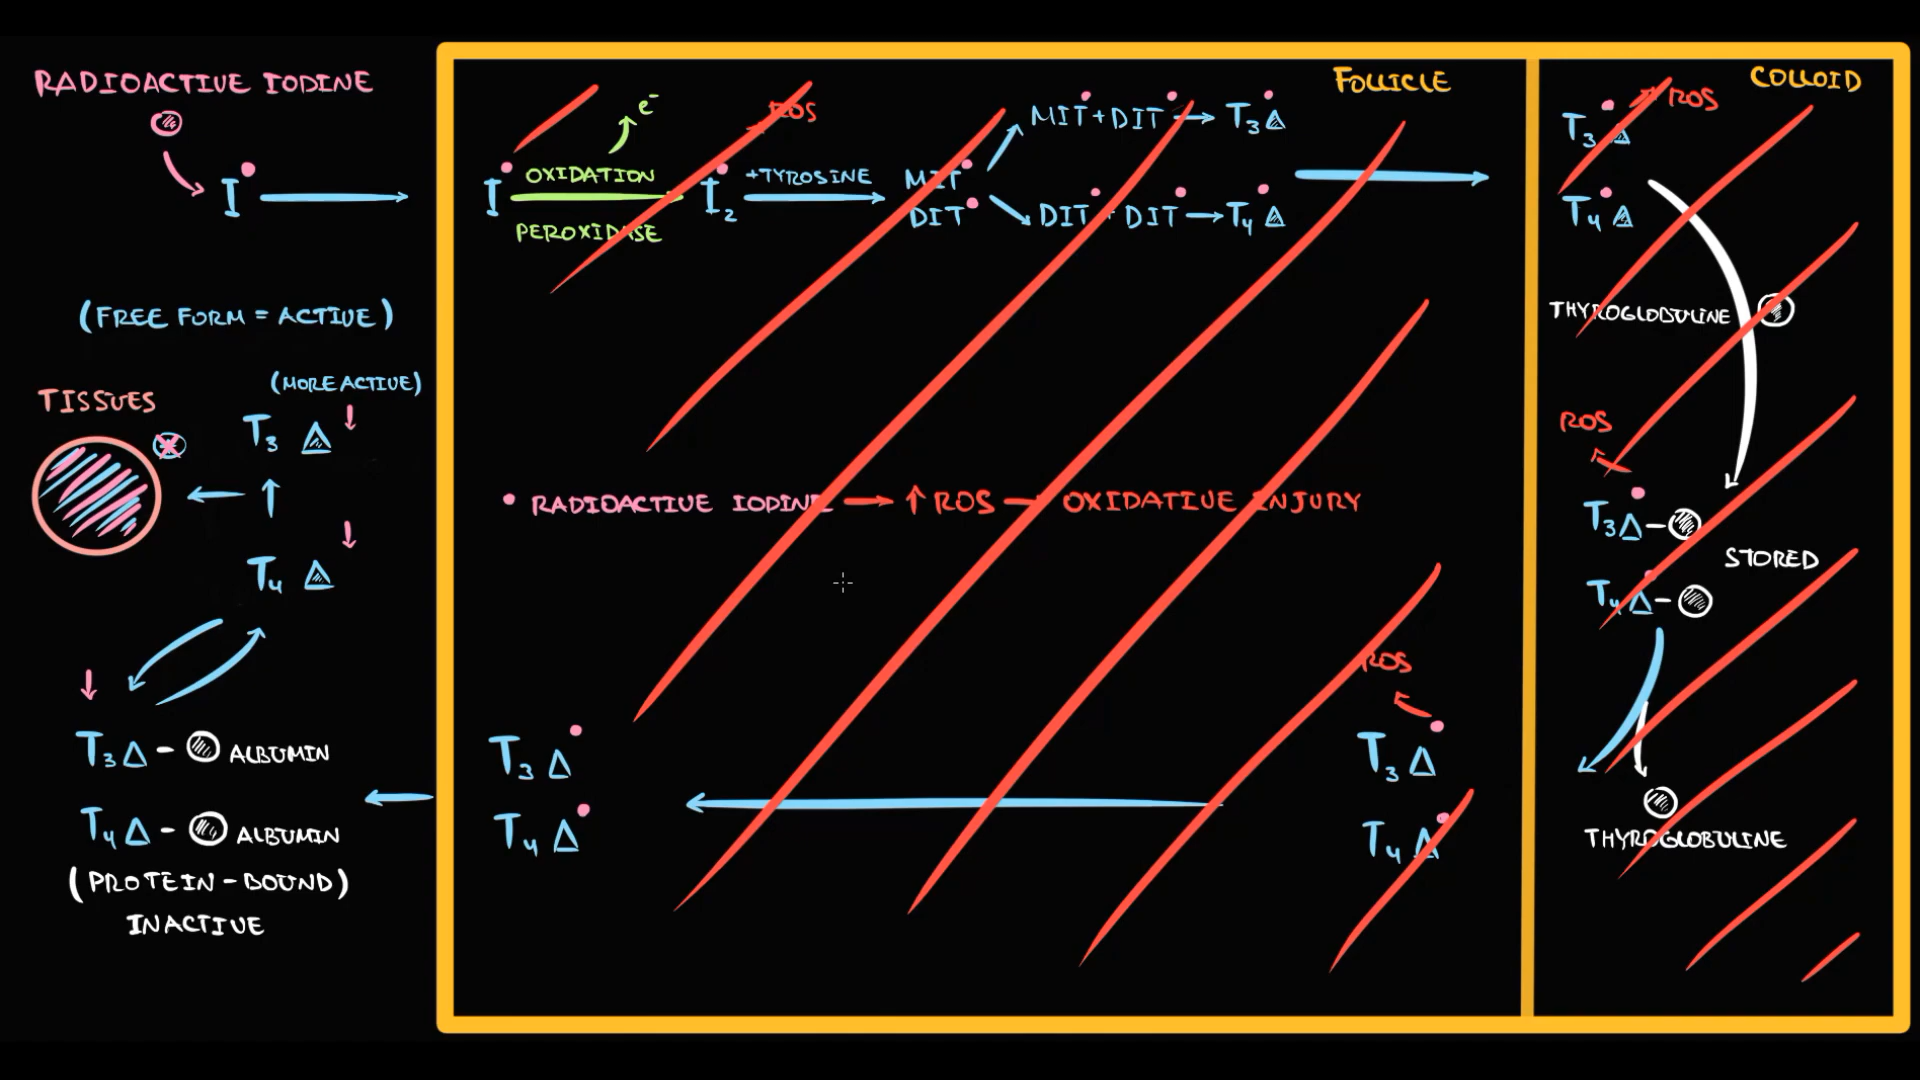 RADIOACTIVE IODINE
I
(FREE FORM = ACTIVE)
(MORE ACTIVE)
TISSUES
T3
T4
T3 - ALBUMIN
T4 - ALBUMIN
(PROTEIN-BOUND)
INACTIVE
FOLLICLE
e-
ROS
I OXIDATION
PEROXIDASE
I2
+TYROSINE
MIT
DIT
MIT + DIT → T3
DIT + DIT → T4
• RADIOACTIVE IODINE → ↑ ROS → OXIDATIVE INJURY
ROS
T3
T4
T3
T4
COLLOID
ROS
T3
T4
THYROGLOBULINE
ROS
T3 -
STORED
T4 -
THYROGLOBULINE